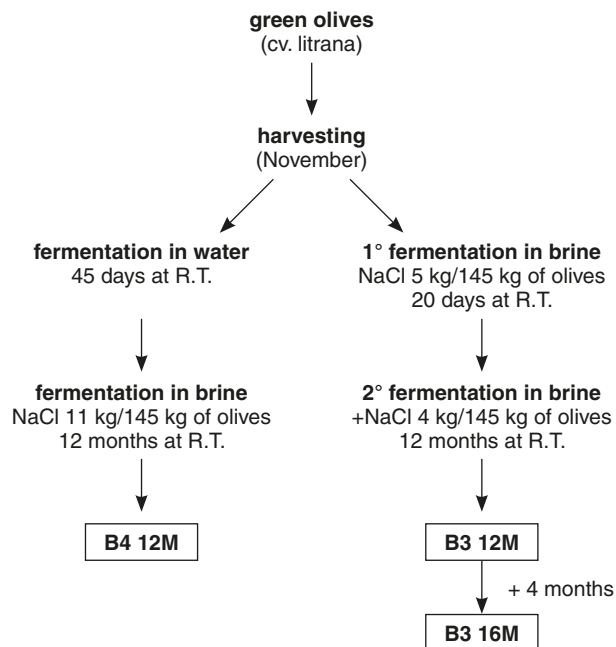 green olives
(cv. litrana)
harvesting
(November)
fermentation in water
45 days at R.T.
1° fermentation in brine
NaCl 5 kg/145 kg of olives
20 days at R.T.
fermentation in brine
NaCl 11 kg/145 kg of olives
12 months at R.T.
2° fermentation in brine
+NaCl 4 kg/145 kg of olives
12 months at R.T.
B4 12M
B3 12M
+ 4 months
B3 16M